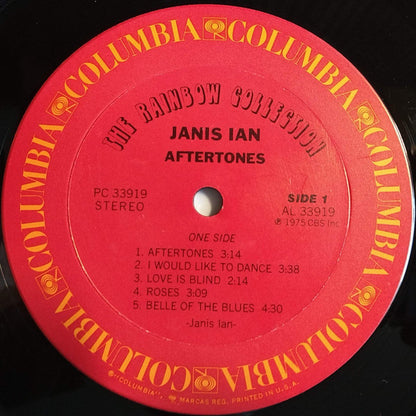 COLUMBIA COLUMBIA COLUMBIA COLUMBIA COLUMBIA COLUMBIA
THE RAINBOW COLLECTION
JANIS IAN
AFTERTONES
PC 33919
STEREO
SIDE 1
AL 33919
℗ 1975 CBS Inc
ONE SIDE
1. AFTERTONES 3:14
2. I WOULD LIKE TO DANCE 3:38
3. LOVE IS BLIND 2:14
4. ROSES 3:09
5. BELLE OF THE BLUES 4:30
-Janis Ian-
"COLUMBIA", MARCAS REG. PRINTED IN U.S.A.